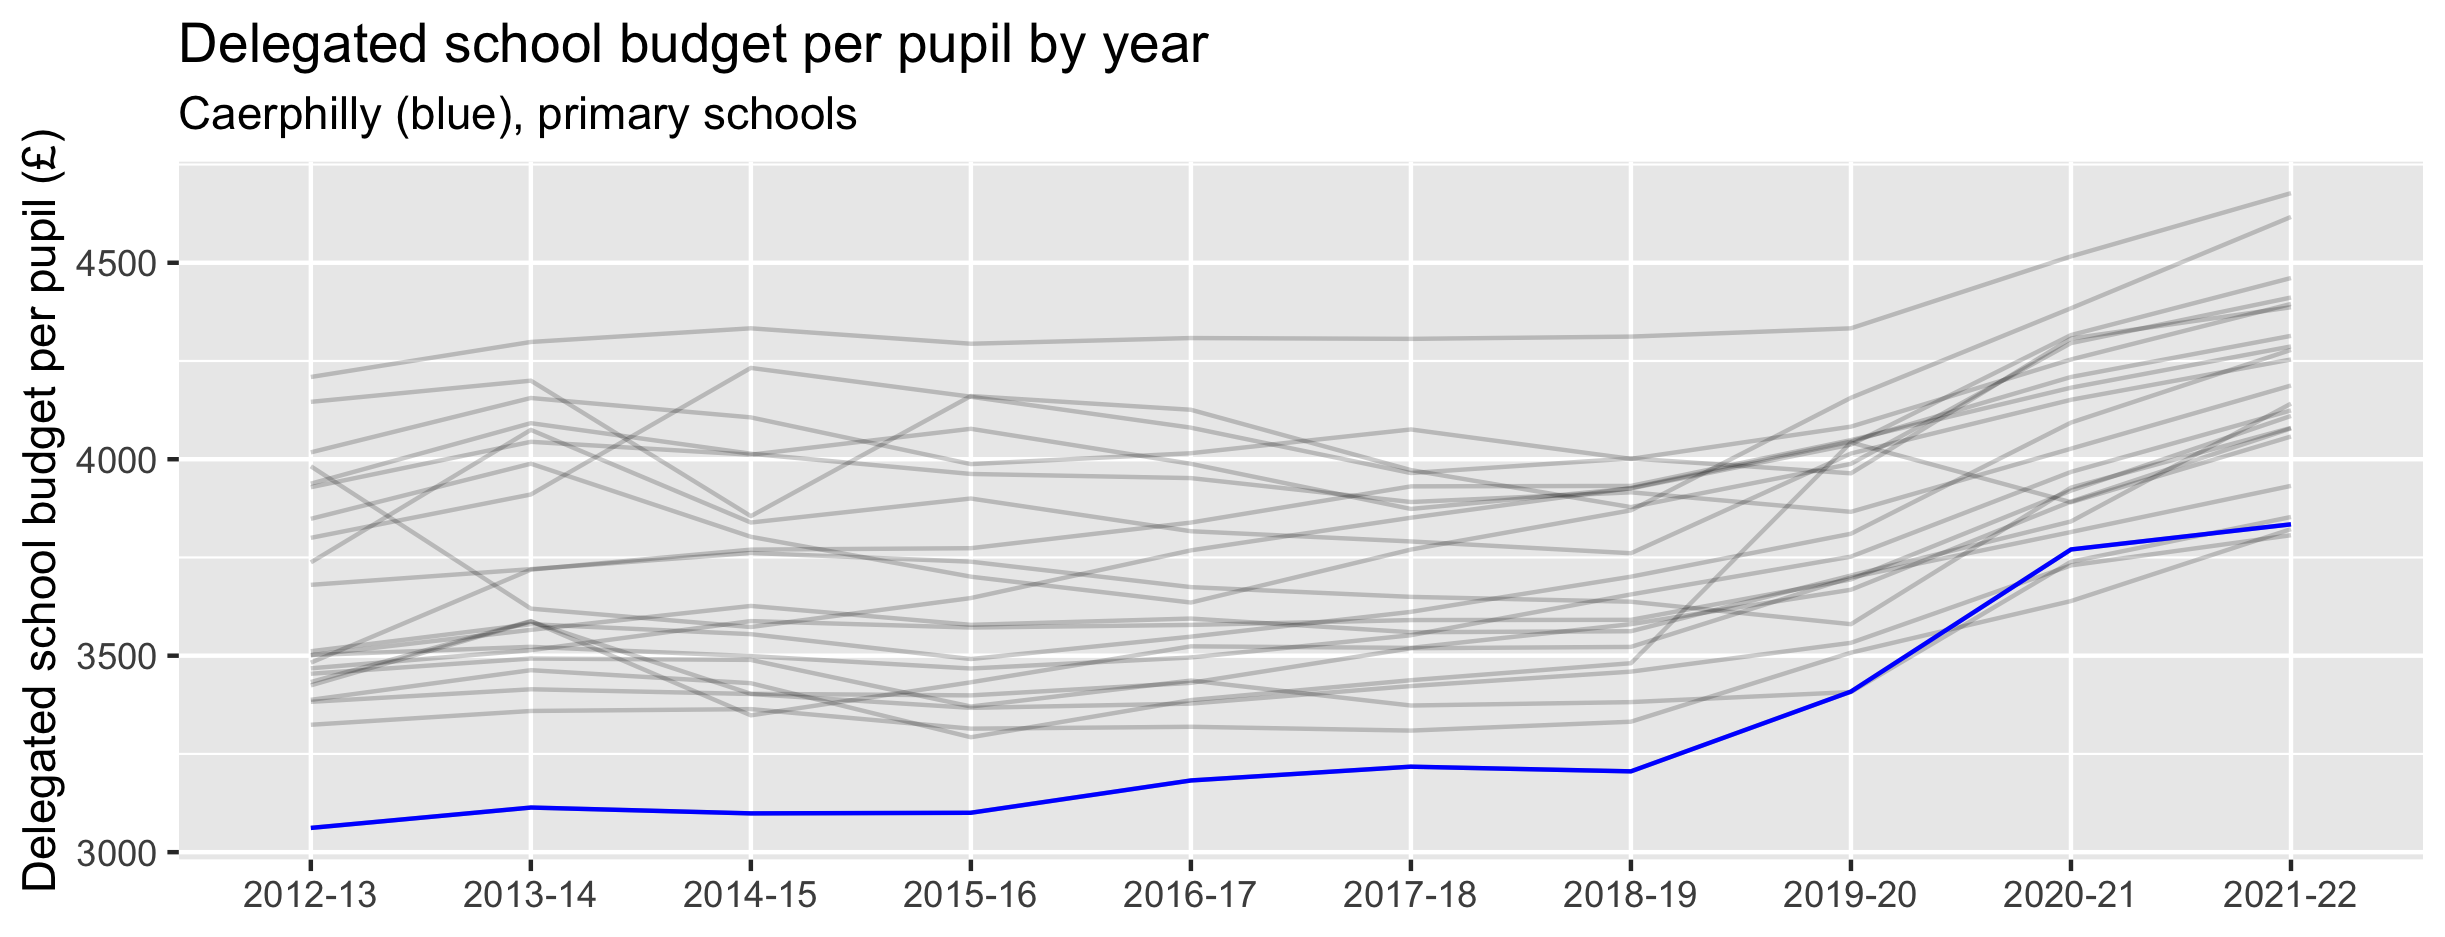 Delegated school budget per pupil by year
Caerphilly (blue), primary schools
Delegated school budget per pupil (£)
4500
4000
3500
3000
2012-13 2013-14 2014-15 2015-16 2016-17 2017-18 2018-19 2019-20 2020-21 2021-22